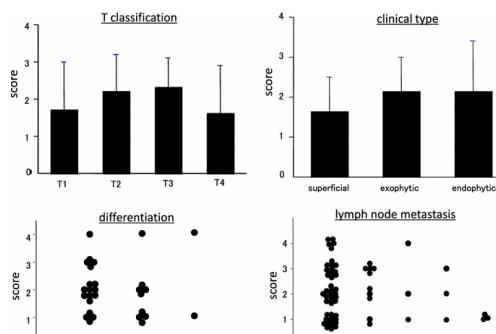 T classification
4
3
2
1
0
score
T1 T2 T3 T4
clinical type
4
3
2
1
0
score
superficial exophytic endophytic
differentiation
4
3
2
1
score
lymph node metastasis
4
3
2
1
score